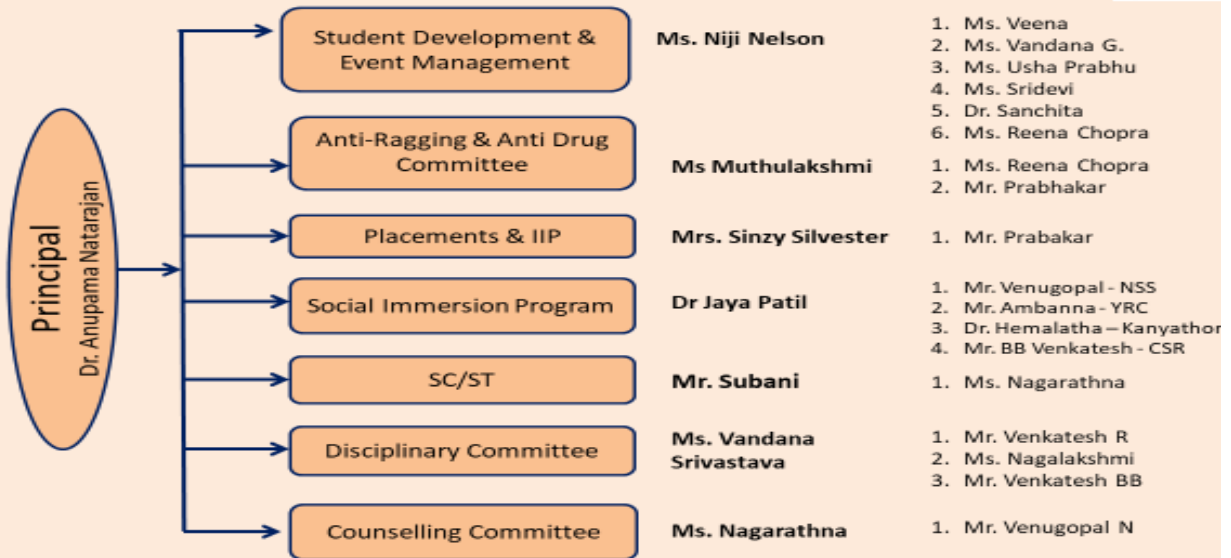 Principal
Dr. Anupama Natarajan
Student Development &
Event Management
Ms. Niji Nelson
1. Ms. Veena
2. Ms. Vandana G.
3. Ms. Usha Prabhu
4. Ms. Sridevi
5. Dr. Sanchita
6. Ms. Reena Chopra
Anti-Ragging & Anti Drug
Committee
Ms Muthulakshmi
1. Ms. Reena Chopra
2. Mr. Prabhakar
Placements & IIP
Mrs. Sinzy Silvester
1. Mr. Prabakar
Social Immersion Program
Dr Jaya Patil
1. Mr. Venugopal - NSS
2. Mr. Ambanna - YRC
3. Dr. Hemalatha – Kanyathon
4. Mr. BB Venkatesh - CSR
SC/ST
Mr. Subani
1. Ms. Nagarathna
Disciplinary Committee
Ms. Vandana
Srivastava
1. Mr. Venkatesh R
2. Ms. Nagalakshmi
3. Mr. Venkatesh BB
Counselling Committee
Ms. Nagarathna
1. Mr. Venugopal N